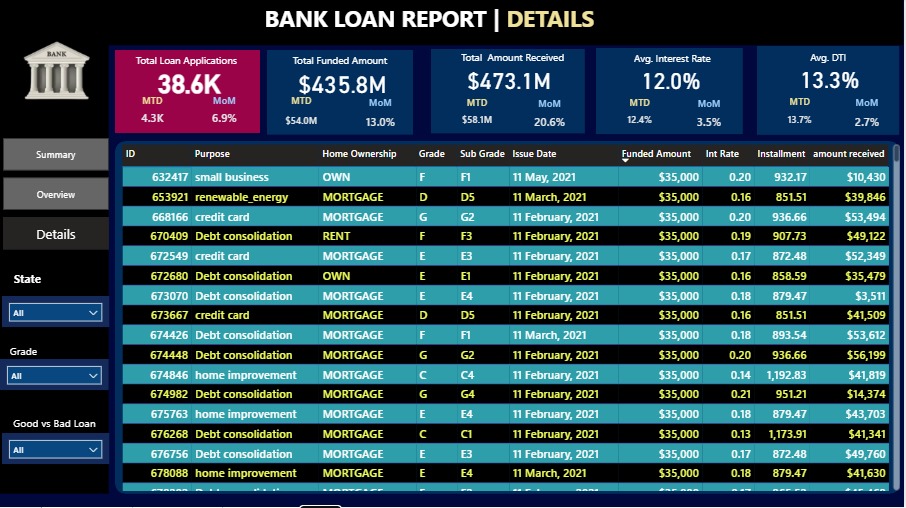 BANK LOAN REPORT | DETAILS
BANK
Total Loan Applications
38.6K
MTD MoM
4.3K 6.9%
Total Funded Amount
$435.8M
MTD MoM
$54.0M 13.0%
Total Amount Received
$473.1M
MTD MoM
$58.1M 20.6%
Avg. Interest Rate
12.0%
MTD MoM
12.4% 3.5%
Avg. DTI
13.3%
MTD MoM
13.7% 2.7%
Summary
Overview
Details
State
All
Grade
All
Good vs Bad Loan
All
ID Purpose Home Ownership Grade Sub Grade Issue Date Funded Amount Int Rate Installment amount received
632417 small business OWN F F1 11 May, 2021 $35,000 0.20 932.17 $10,430
653921 renewable_energy MORTGAGE D D5 11 March, 2021 $35,000 0.16 851.51 $39,846
668166 credit card MORTGAGE G G2 11 February, 2021 $35,000 0.20 936.66 $53,494
670409 Debt consolidation RENT F F3 11 February, 2021 $35,000 0.19 907.73 $49,122
672549 credit card MORTGAGE E E3 11 February, 2021 $35,000 0.17 872.48 $52,349
672680 Debt consolidation OWN E E1 11 February, 2021 $35,000 0.16 858.59 $35,479
673070 Debt consolidation MORTGAGE E E4 11 February, 2021 $35,000 0.18 879.47 $3,511
673667 credit card MORTGAGE D D5 11 February, 2021 $35,000 0.16 851.51 $41,509
674426 Debt consolidation MORTGAGE F F1 11 March, 2021 $35,000 0.18 893.54 $53,612
674448 Debt consolidation MORTGAGE G G2 11 February, 2021 $35,000 0.20 936.66 $56,199
674846 home improvement MORTGAGE C C4 11 February, 2021 $35,000 0.14 1,192.83 $41,819
674982 Debt consolidation MORTGAGE G G4 11 February, 2021 $35,000 0.21 951.21 $14,374
675763 home improvement MORTGAGE E E4 11 February, 2021 $35,000 0.18 879.47 $43,703
676268 Debt consolidation MORTGAGE C C1 11 February, 2021 $35,000 0.13 1,173.91 $41,341
676756 Debt consolidation MORTGAGE E E3 11 February, 2021 $35,000 0.17 872.48 $49,760
678088 home improvement MORTGAGE E E4 11 March, 2021 $35,000 0.18 879.47 $41,630